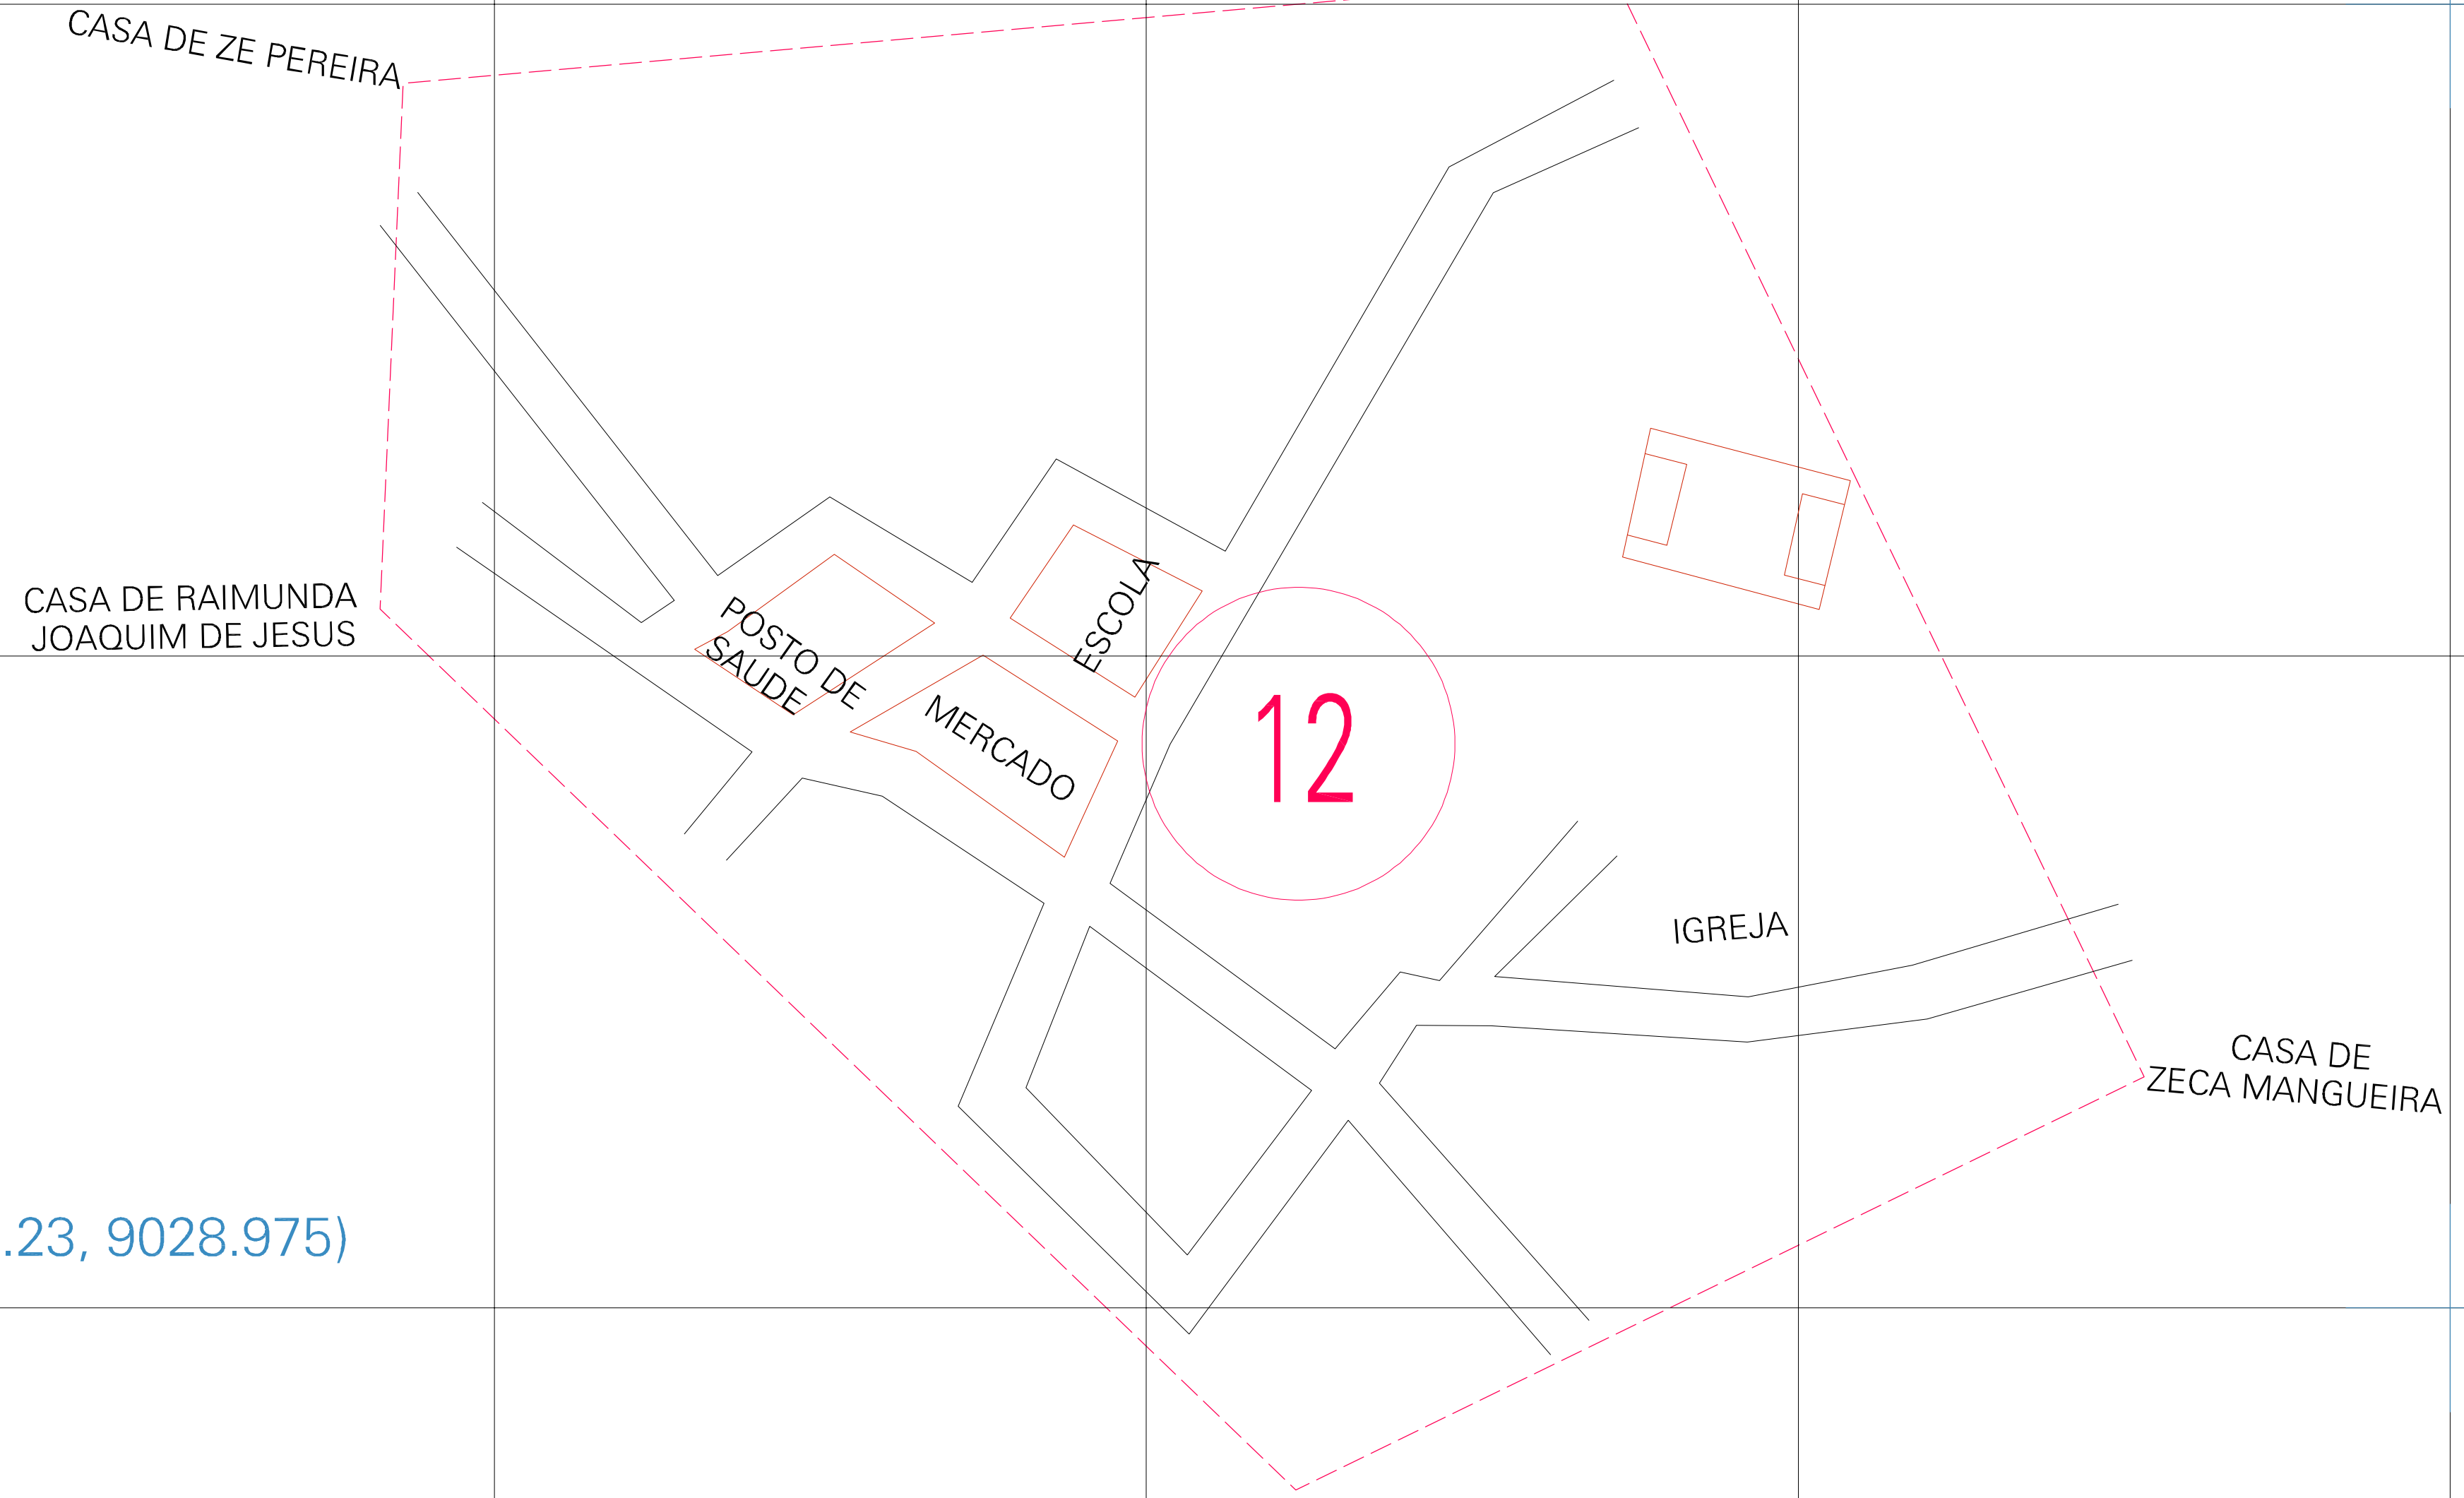 CASA DE ZE PEREIRA
CASA DE RAIMUNDA
JOAQUIM DE JESUS
POSTO DE
SAUDE
ESCOLA
MERCADO
12
IGREJA
CASA DE
ZECA MANGUEIRA
.23, 9028.975)